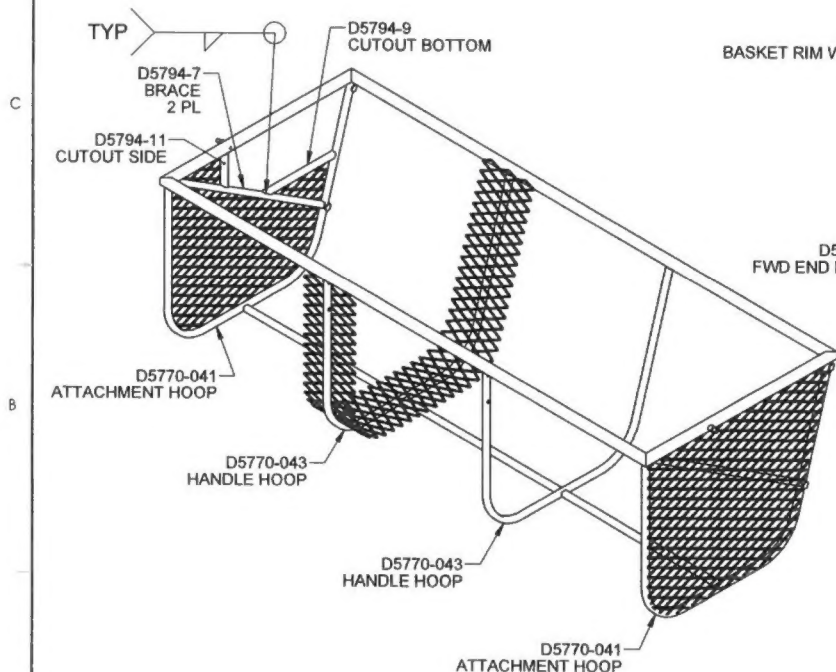 TYP
D5794-9
CUTOUT BOTTOM
BASKET RIM W
D5794-7
BRACE
2 PL
C
D5794-11
CUTOUT SIDE
D5
FWD END
D5770-041
ATTACHMENT HOOP
B
D5770-043
HANDLE HOOP
D5770-043
HANDLE HOOP
D5770-041
ATTACHMENT HOOP